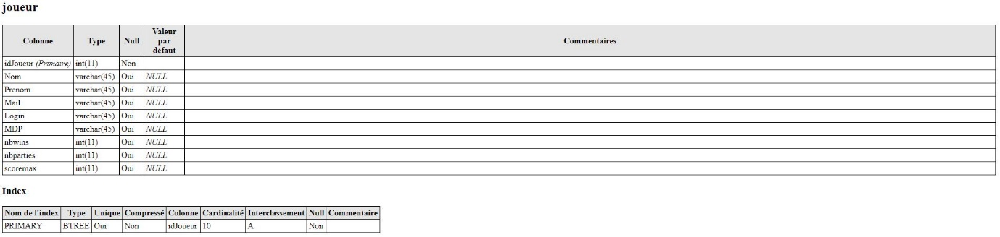 joueur
Colonne Type Null Valeur par défaut Commentaires
idJoueur (Primaire) int(11) Non
Nom varchar(45) Oui NULL
Prenom varchar(45) Oui NULL
Mail varchar(45) Oui NULL
Login varchar(45) Oui NULL
MDP varchar(45) Oui NULL
nbwins int(11) Oui NULL
nbparties int(11) Oui NULL
scoremax int(11) Oui NULL
Index
Nom de l'index Type Unique Compressé Colonne Cardinalité Interclassement Null Commentaire
PRIMARY BTREE Oui Non idJoueur 10 A Non